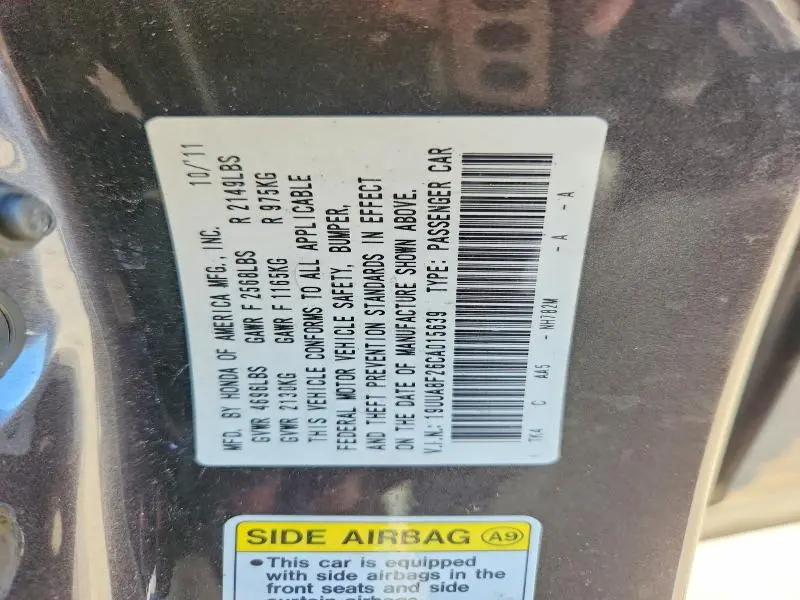 MFD. BY HONDA OF AMERICA MFG., INC. 10/'11
GVWR 4696LBS GAWR F 2568LBS R 2149LBS
GVWR 2130KG GAWR F 1165KG R 975KG
THIS VEHICLE CONFORMS TO ALL APPLICABLE
FEDERAL MOTOR VEHICLE SAFETY, BUMPER,
AND THEFT PREVENTION STANDARDS IN EFFECT
ON THE DATE OF MANUFACTURE SHOWN ABOVE.
V.I.N.: 19UUA8F26CA015639 TYPE: PASSENGER CAR
TK4 C AA5 - NH782M - A - A
SIDE AIRBAG A9
•This car is equipped
with side airbags in the
front seats and side
curtain airbags